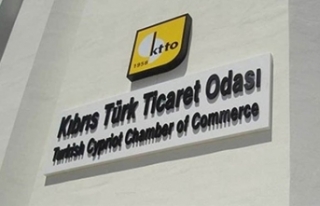 ktto
1958
Kıbrıs Türk Ticaret Odası
Turkish Cypriot Chamber of Commerce